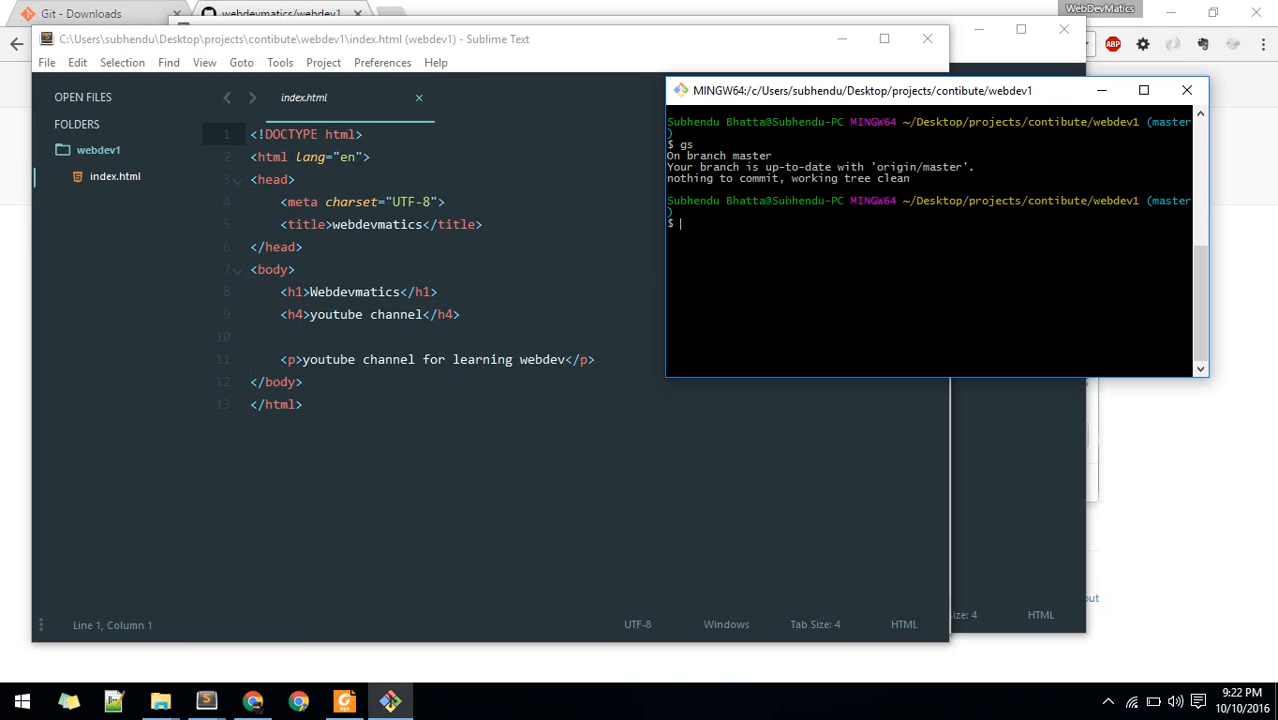 Git - Downloads
webdevmatics/webdev1
WebDevMatics
C:\Users\subhendu\Desktop\projects\contibute\webdev1\index.html (webdev1) - Sublime Text
File Edit Selection Find View Goto Tools Project Preferences Help
ABP
OPEN FILES
FOLDERS
webdev1
index.html
index.html
1 <!DOCTYPE html>
2 <html lang="en">
3 <head>
4 <meta charset="UTF-8">
5 <title>webdevmatics</title>
6 </head>
7 <body>
8 <h1>Webdevmatics</h1>
9 <h4>youtube channel</h4>
10
11 <p>youtube channel for learning webdev</p>
12 </body>
13 </html>
MINGW64:/c/Users/subhendu/Desktop/projects/contibute/webdev1
Subhendu Bhatta@Subhendu-PC MINGW64 ~/Desktop/projects/contibute/webdev1 (master
)
$ gs
On branch master
Your branch is up-to-date with 'origin/master'.
nothing to commit, working tree clean
Subhendu Bhatta@Subhendu-PC MINGW64 ~/Desktop/projects/contibute/webdev1 (master
)
$
Line 1, Column 1
UTF-8
Windows
Tab Size: 4
HTML
ize: 4
HTML
out
9:22 PM
10/10/2016